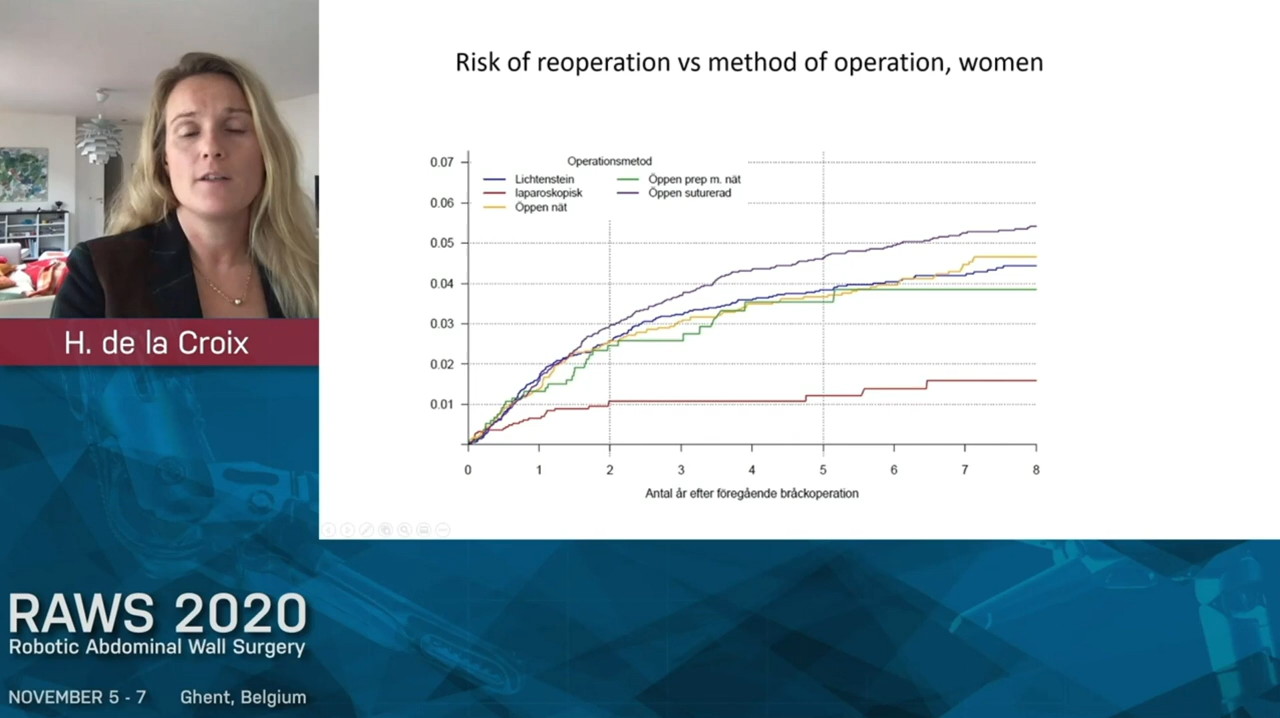 Risk of reoperation vs method of operation, women
Operationsmetod
Lichtenstein
laparoskopisk
Öppen nät
Öppen prep m. nät
Öppen suturerad
0.07
0.06
0.05
0.04
0.03
0.02
0.01
0 1 2 3 4 5 6 7 8
Antal år efter föregående bråckoperation
H. de la Croix
RAWS 2020
Robotic Abdominal Wall Surgery
NOVEMBER 5 - 7 Ghent, Belgium